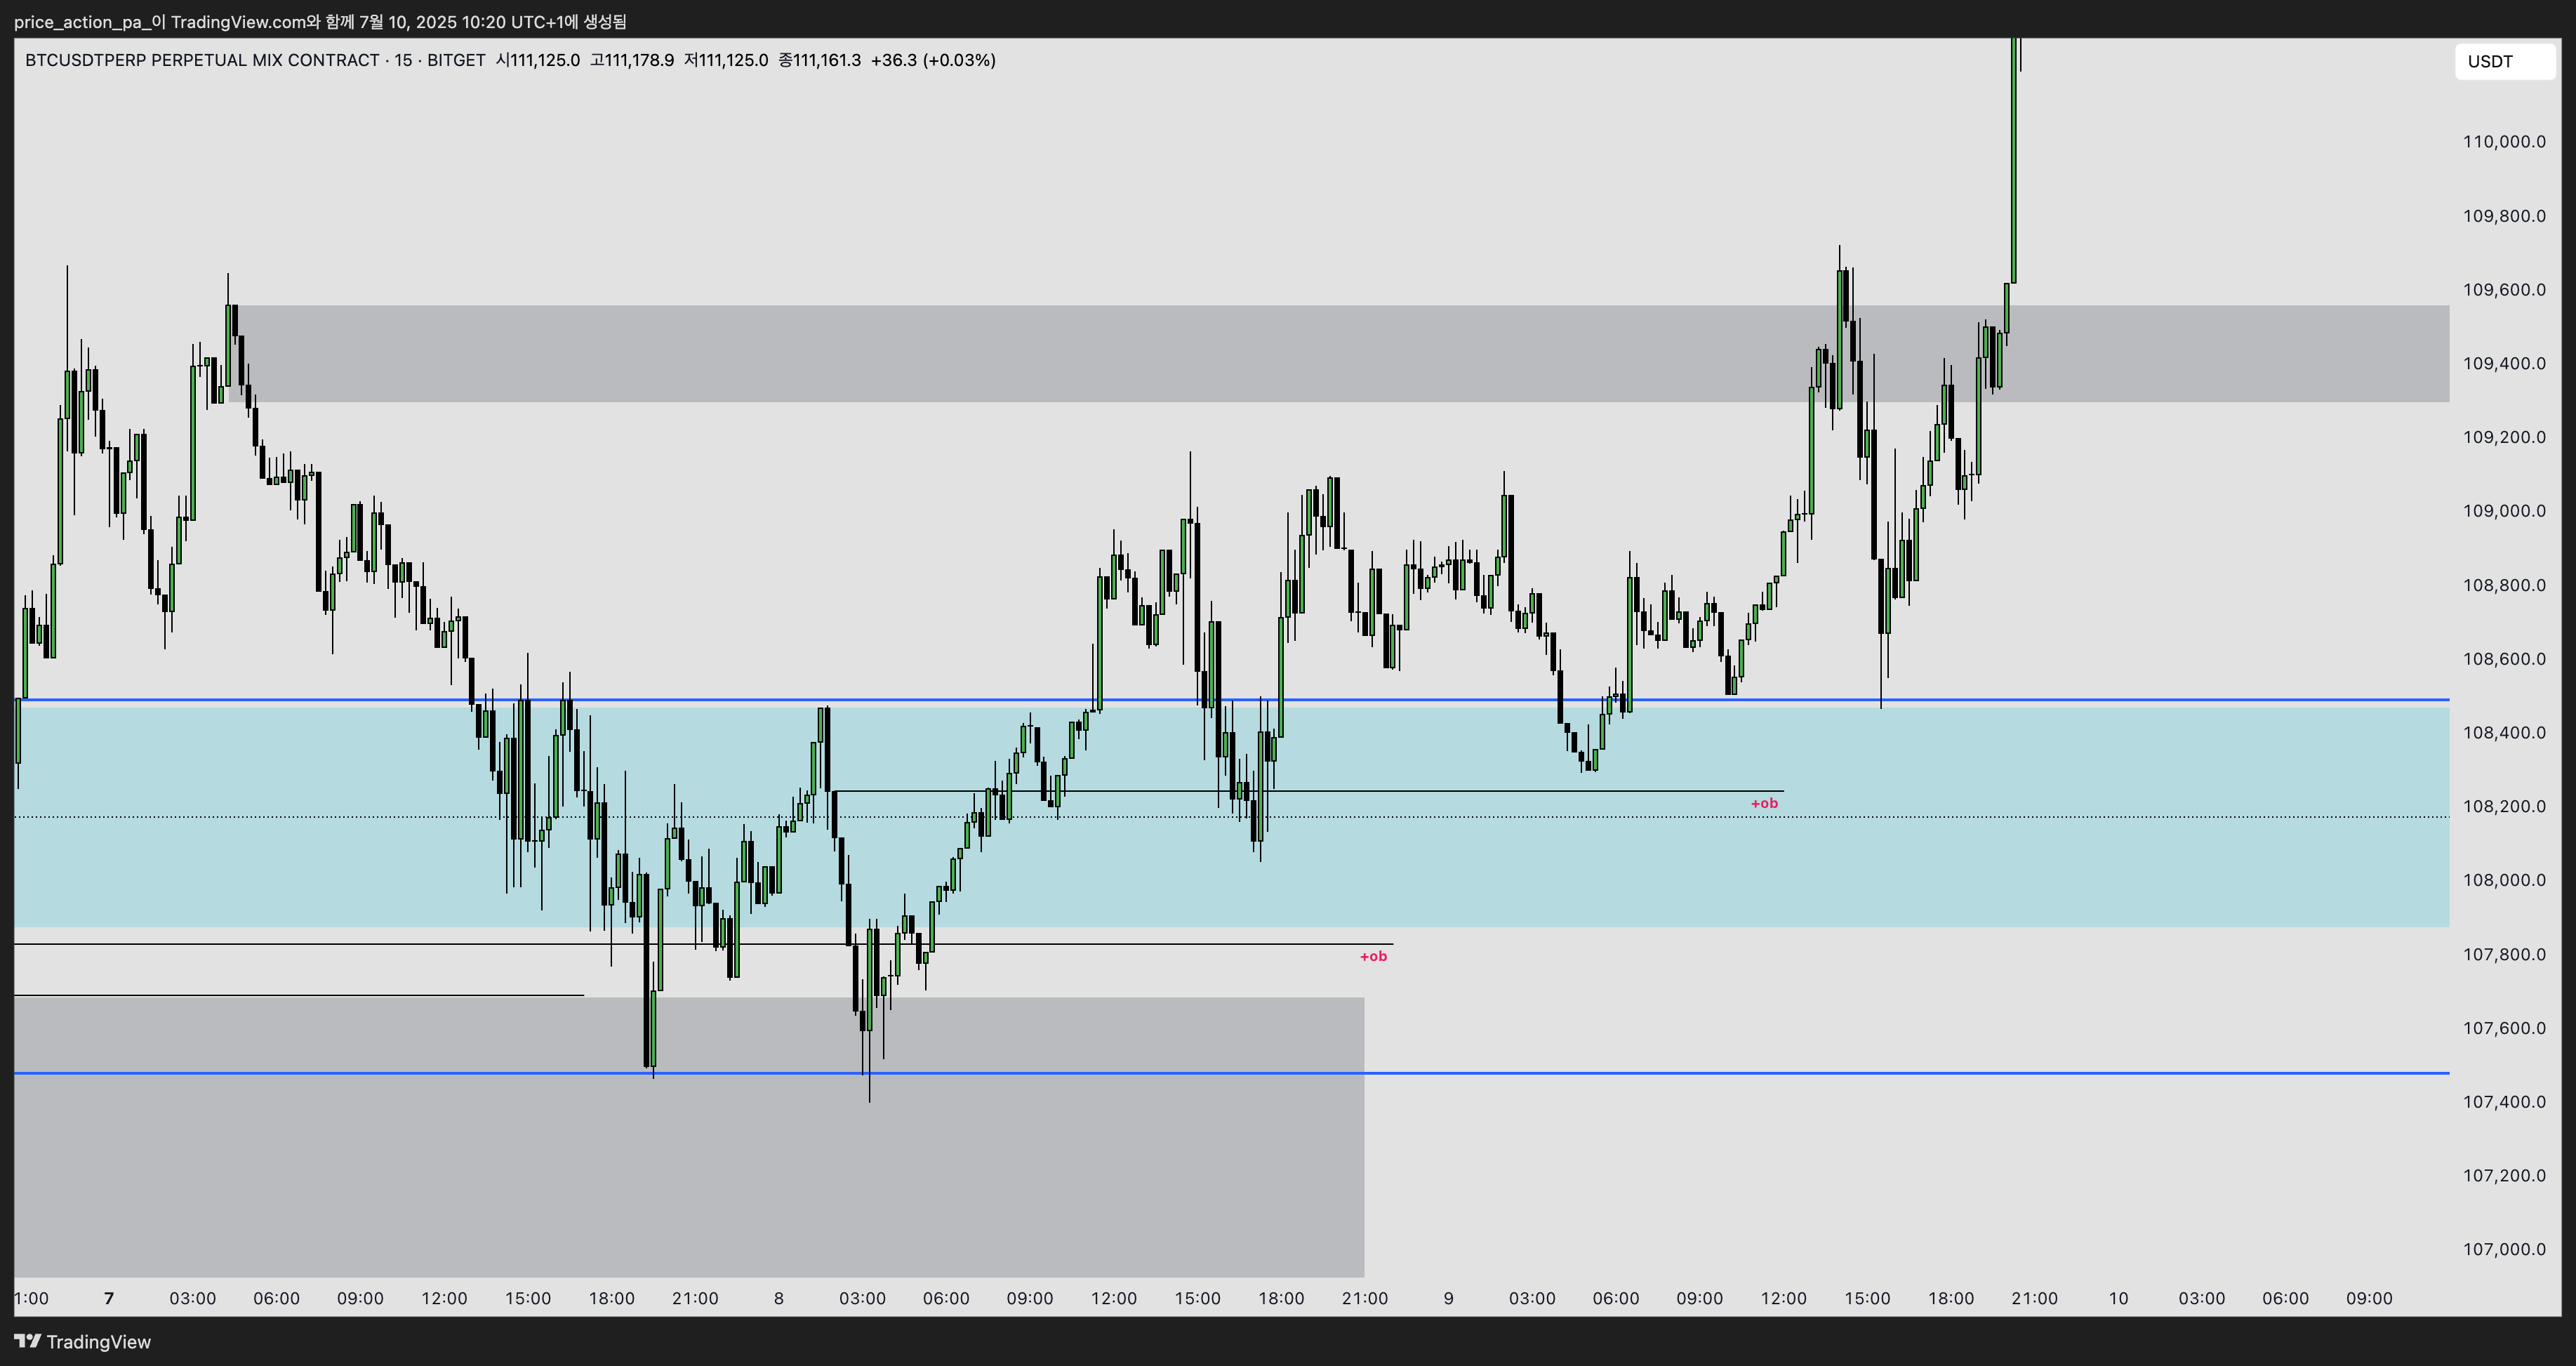 price_action_pa_이 TradingView.com와 함께 7월 10, 2025 10:20 UTC+1에 생성됨
BTCUSDTPERP PERPETUAL MIX CONTRACT · 15 · BITGET 시111,125.0 고111,178.9 저111,125.0 종111,161.3 +36.3 (+0.03%)
USDT
110,000.0
109,800.0
109,600.0
109,400.0
109,200.0
109,000.0
108,800.0
108,600.0
108,400.0
108,200.0
+ob
108,000.0
107,800.0
+ob
107,600.0
107,400.0
107,200.0
107,000.0
1:00 7 03:00 06:00 09:00 12:00 15:00 18:00 21:00 8 03:00 06:00 09:00 12:00 15:00 18:00 21:00 9 03:00 06:00 09:00 12:00 15:00 18:00 21:00 10 03:00 06:00 09:00
TradingView